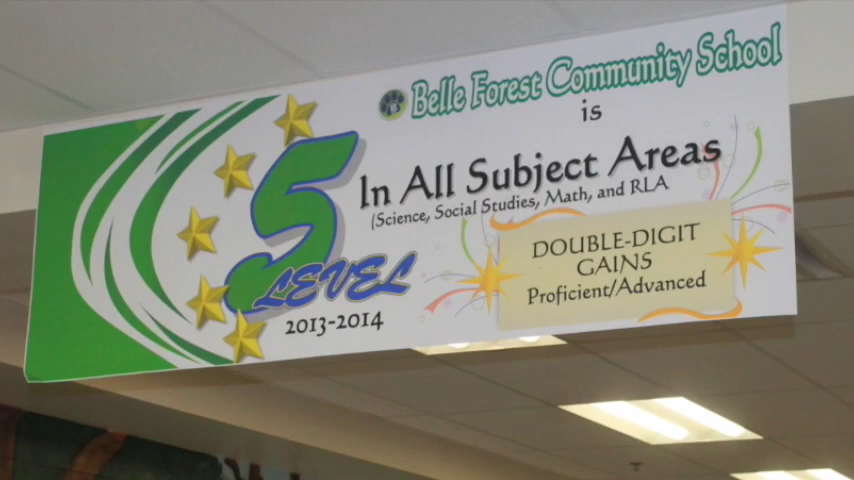 Belle Forest Community School
is
5 In All Subject Areas
(Science, Social Studies, Math, and RLA
LEVEL
2013-2014
DOUBLE-DIGIT
GAINS
Proficient/Advanced